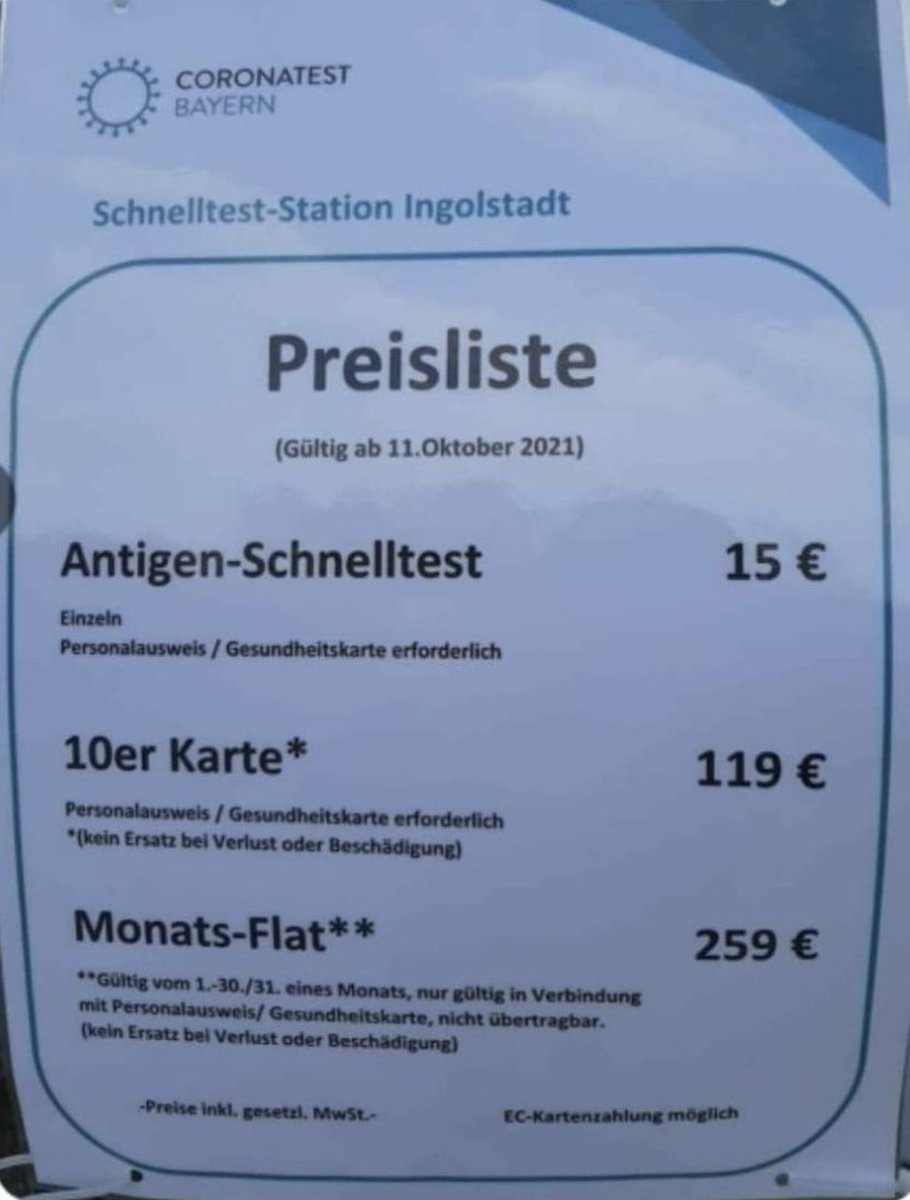 CORONATEST
BAYERN
Schnelltest-Station Ingolstadt
Preisliste
(Gültig ab 11.Oktober 2021)
Antigen-Schnelltest 15 €
Einzeln
Personalausweis / Gesundheitskarte erforderlich
10er Karte* 119 €
Personalausweis / Gesundheitskarte erforderlich
*(kein Ersatz bei Verlust oder Beschädigung)
Monats-Flat** 259 €
**Gültig vom 1.-30./31. eines Monats, nur gültig in Verbindung
mit Personalausweis/ Gesundheitskarte, nicht übertragbar.
(kein Ersatz bei Verlust oder Beschädigung)
-Preise inkl. gesetzl. MwSt.- EC-Kartenzahlung möglich